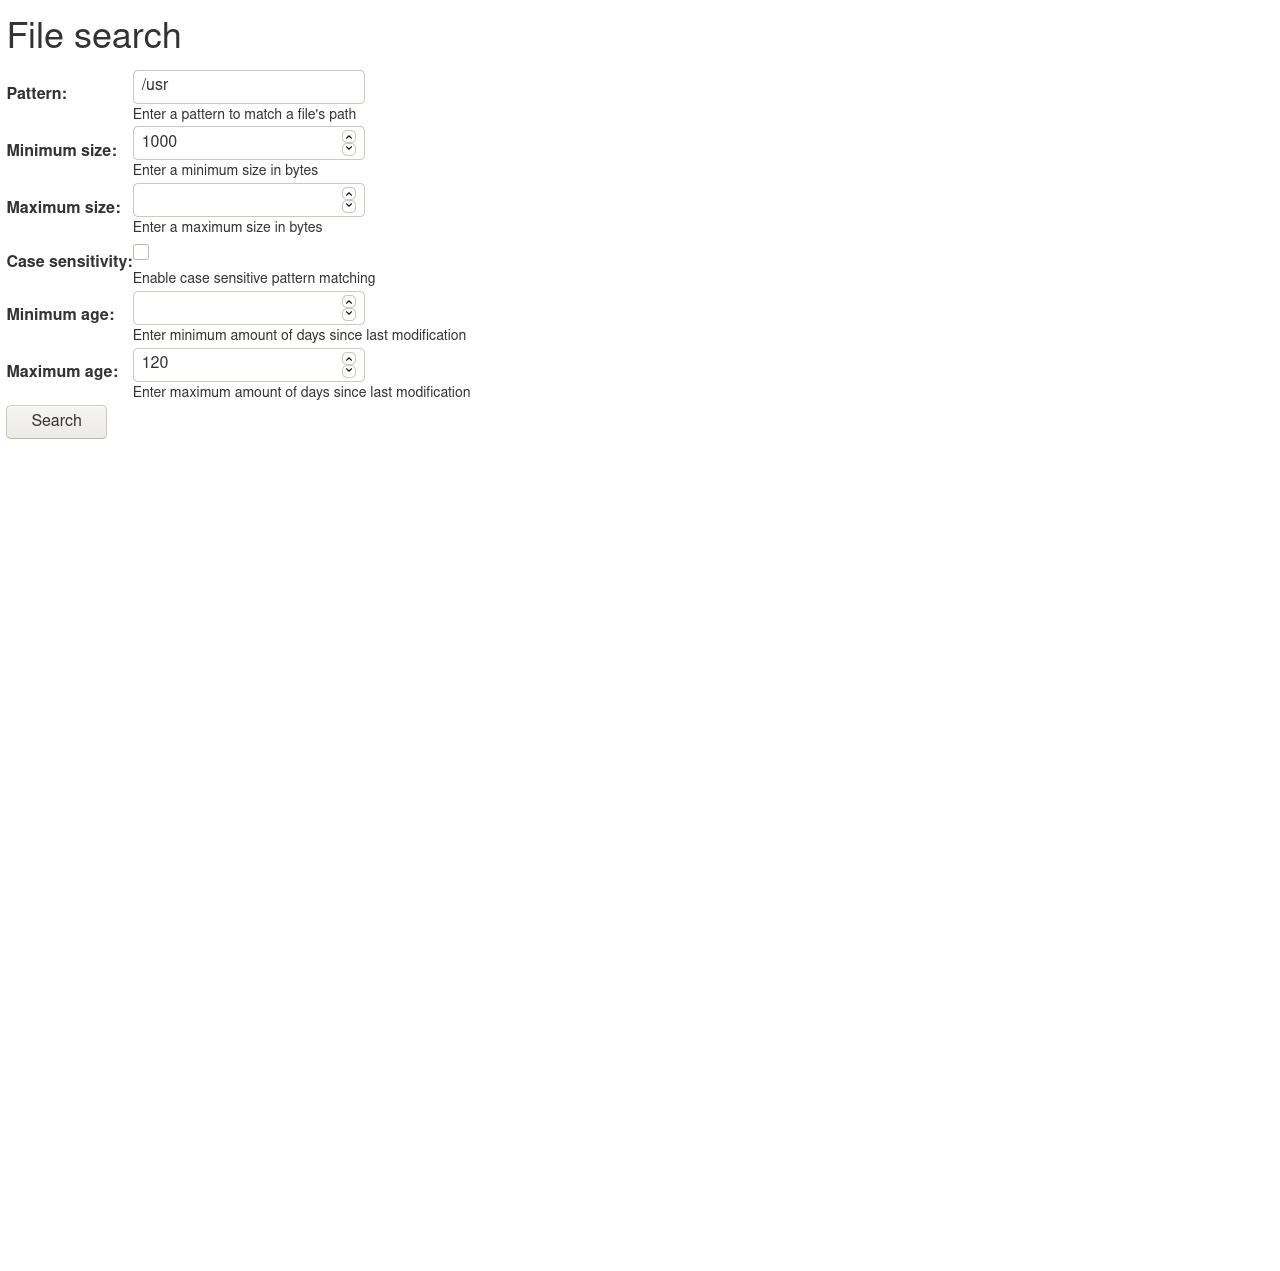 File search
Pattern: /usr
Enter a pattern to match a file's path
Minimum size: 1000
Enter a minimum size in bytes
Maximum size:
Enter a maximum size in bytes
Case sensitivity:
Enable case sensitive pattern matching
Minimum age:
Enter minimum amount of days since last modification
Maximum age: 120
Enter maximum amount of days since last modification
Search